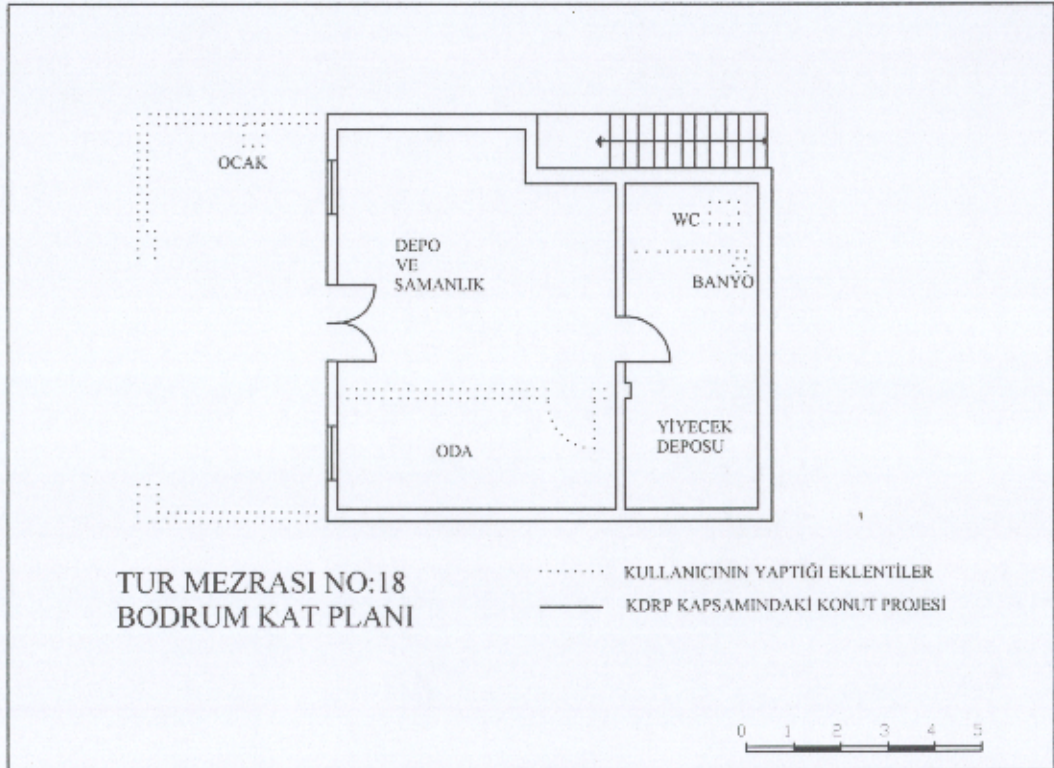 OCAK
DEPO
VE
SAMANLIK
WC
BANYO
ODA
YİYECEK
DEPOSU
TUR MEZRASI NO:18
BODRUM KAT PLANI
KULLANICININ YAPTIĞI EKLENTİLER
KDRP KAPSAMINDAKİ KONUT PROJESİ
0 1 2 3 4 5